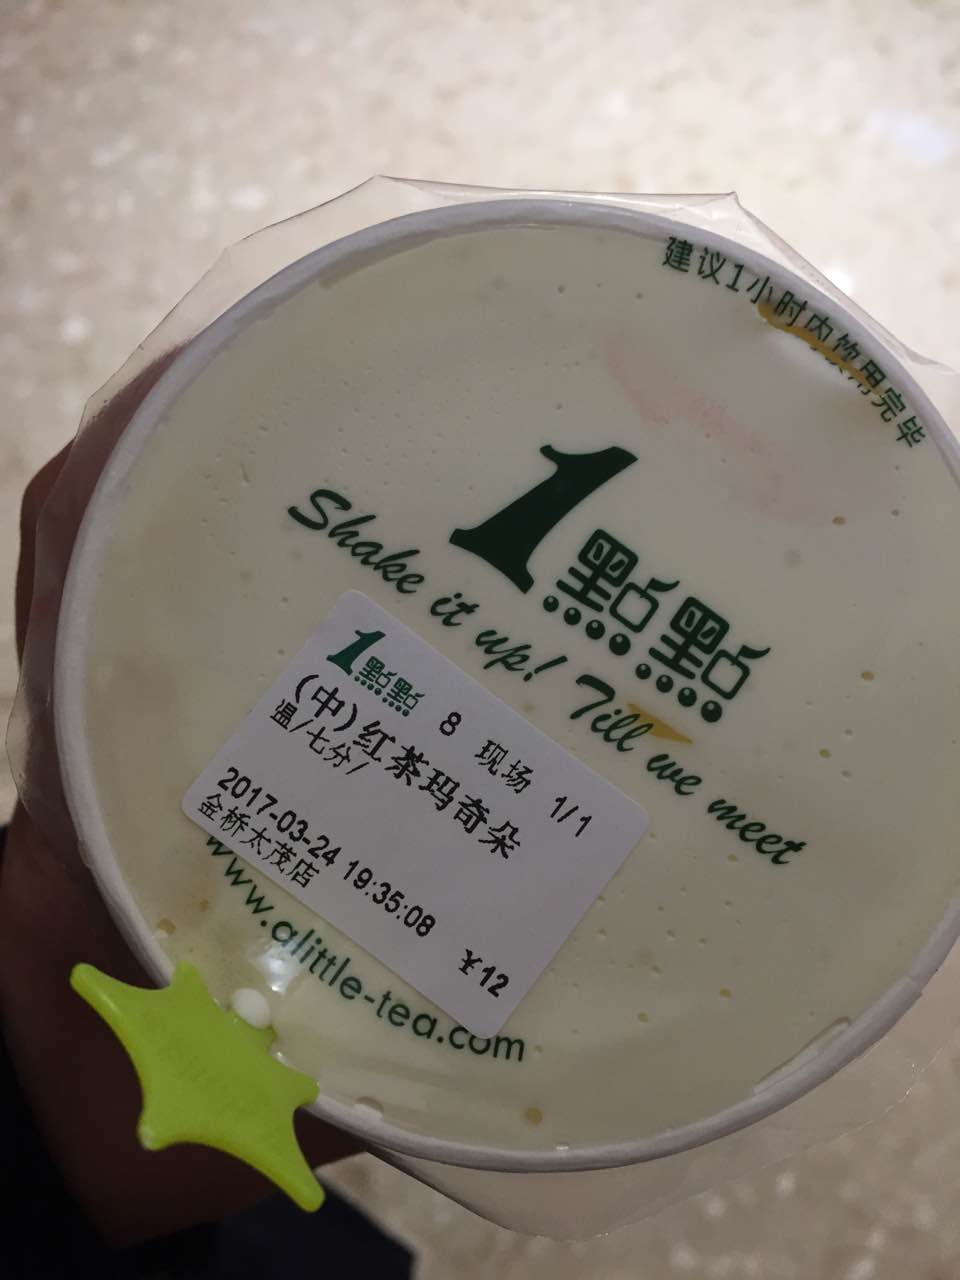 建议1小时内饮用完毕
1點點
Shake it up! Till we meet
1點點 8 现场 1/1
(中)红茶玛奇朵
温/七分/
2017-03-24 19:35:08
金桥太茂店 ¥12
www.alittle-tea.com